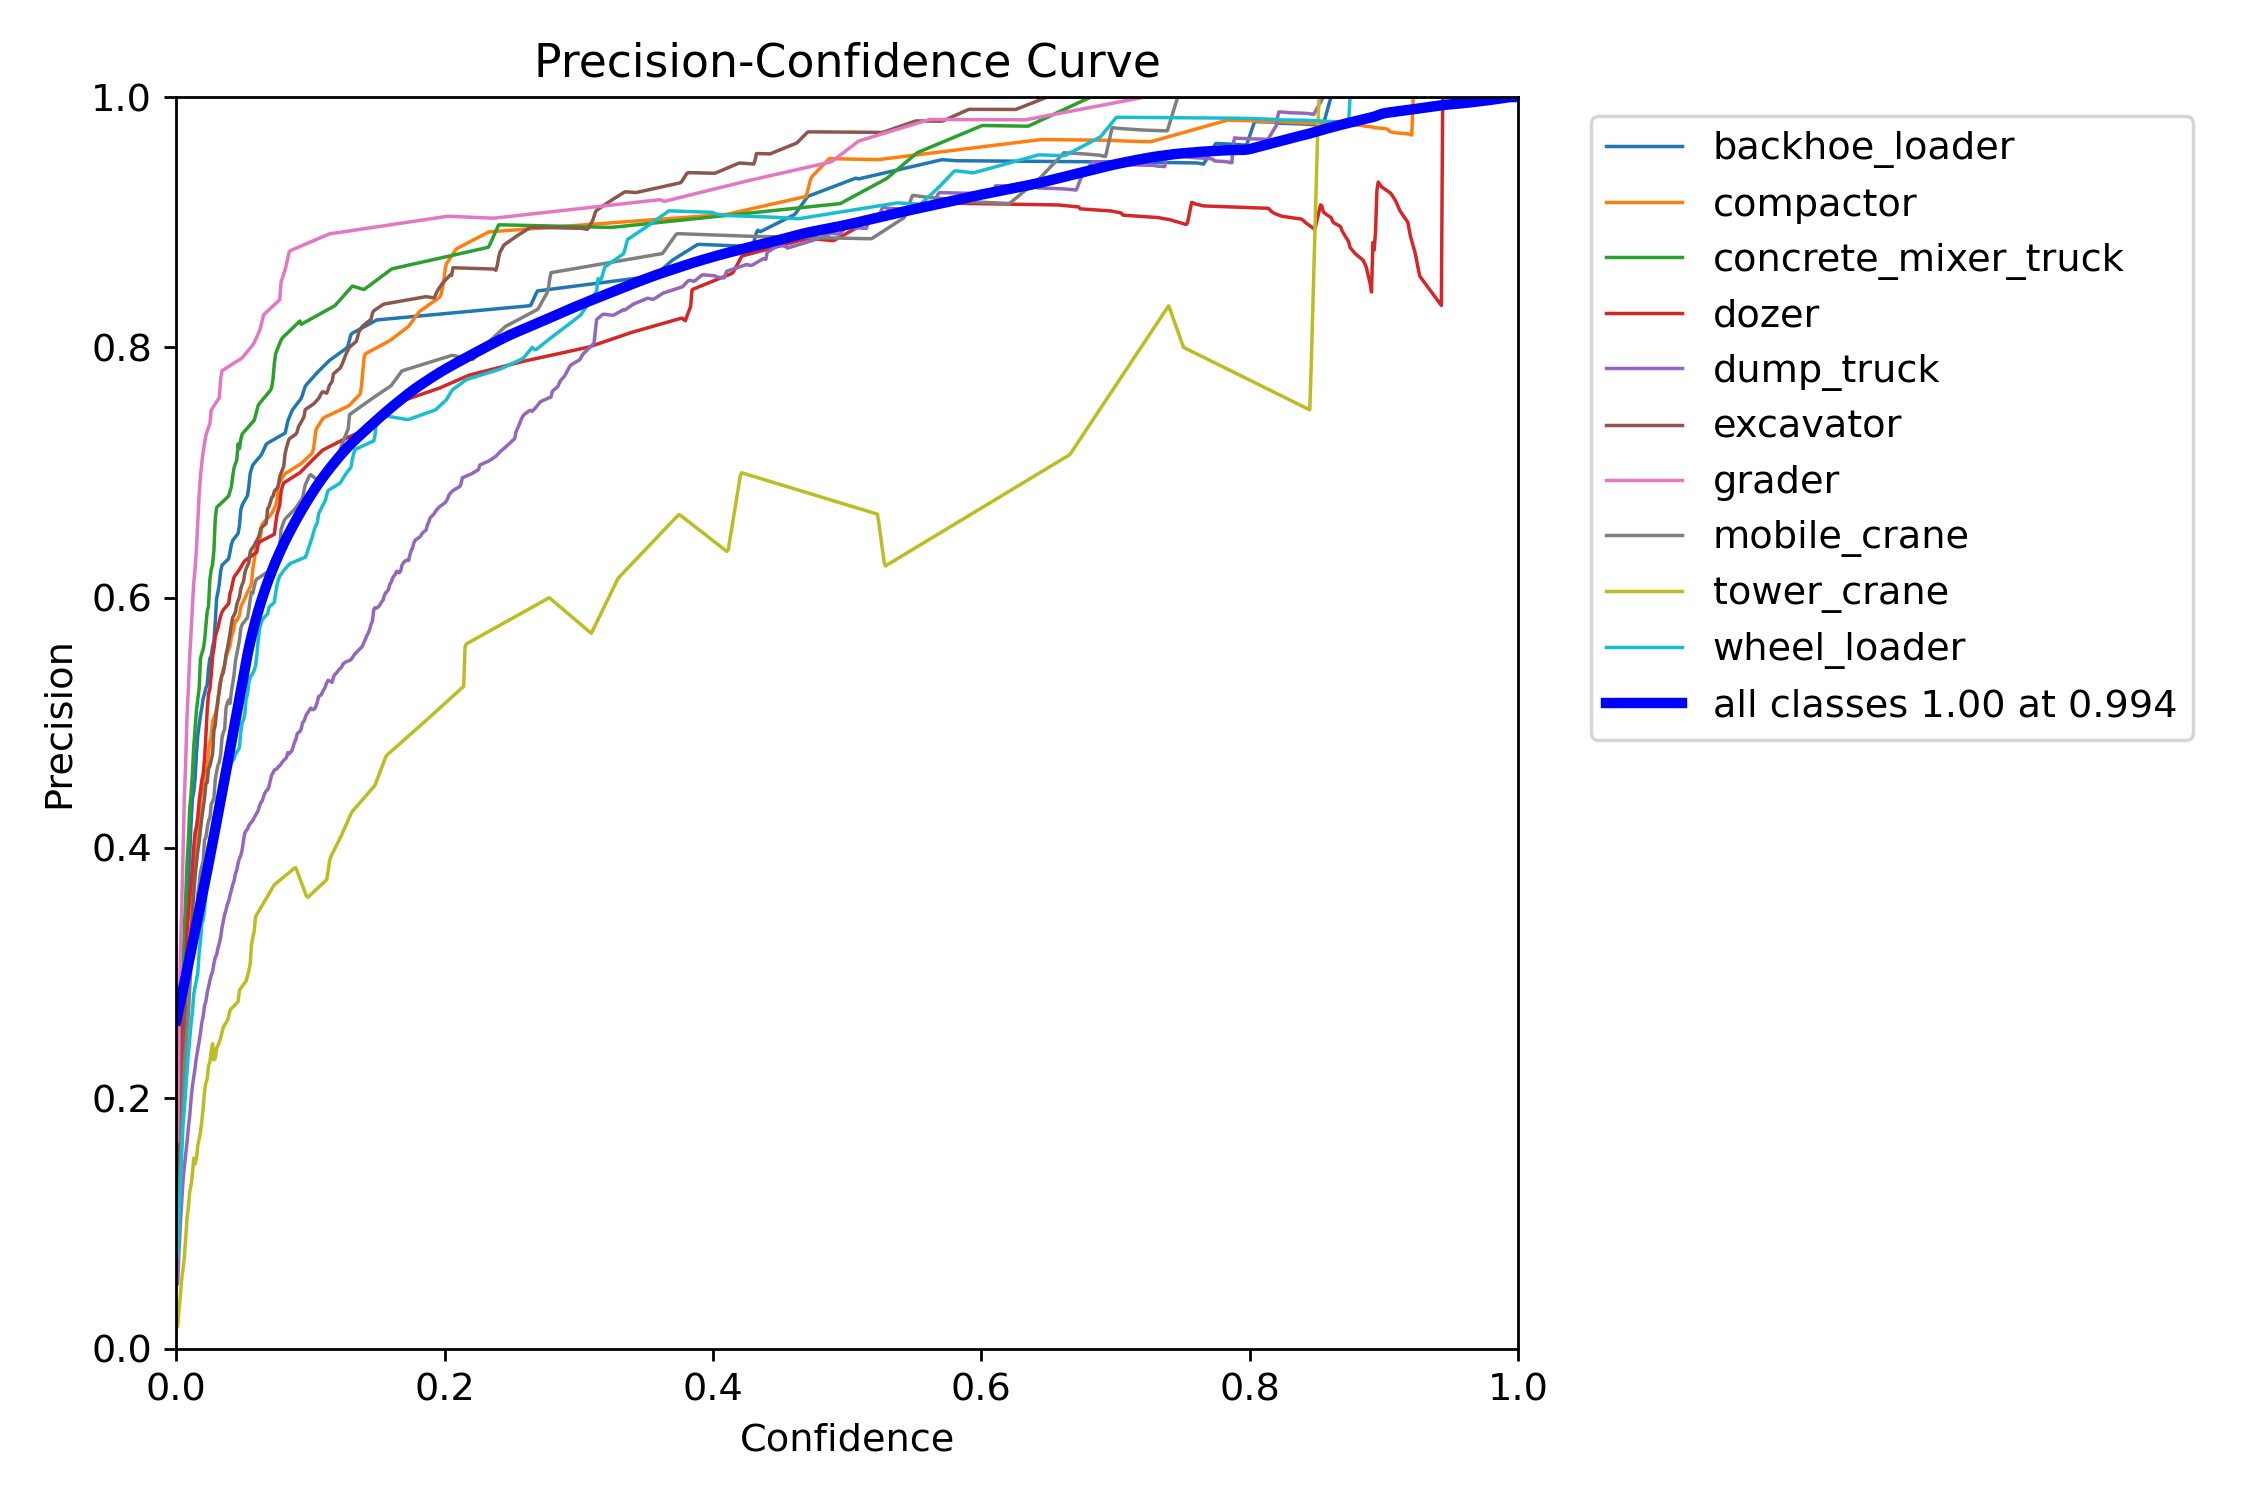 Precision-Confidence Curve
1.0
0.8
0.6
0.4
0.2
0.0
Precision
0.0 0.2 0.4 0.6 0.8 1.0
Confidence
backhoe_loader
compactor
concrete_mixer_truck
dozer
dump_truck
excavator
grader
mobile_crane
tower_crane
wheel_loader
all classes 1.00 at 0.994